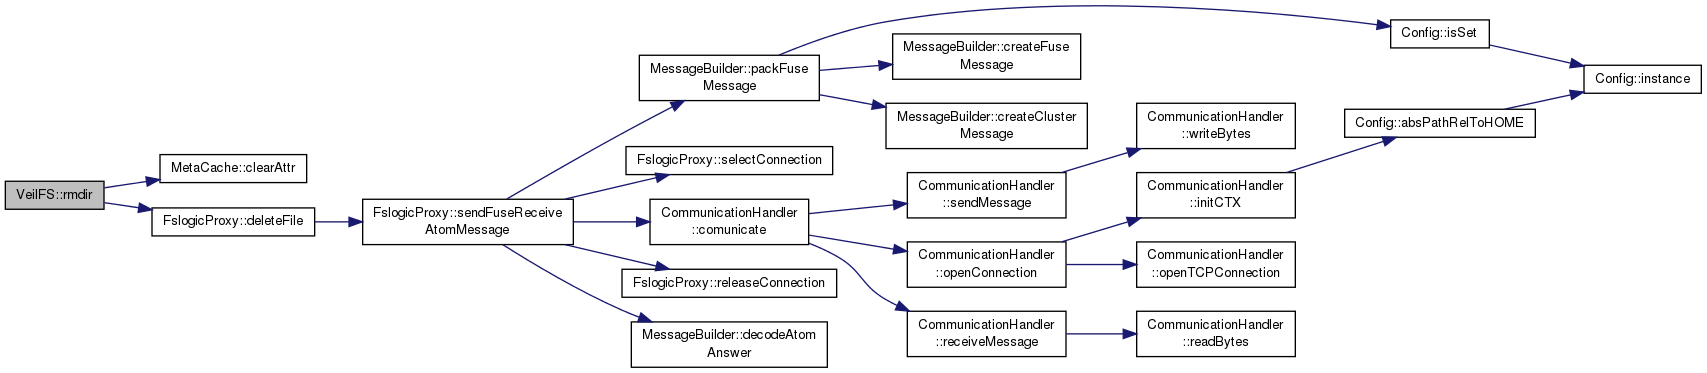 VeilFS::rmdir
MetaCache::clearAttr
FslogicProxy::deleteFile
FslogicProxy::sendFuseReceive
AtomMessage
MessageBuilder::packFuse
Message
FslogicProxy::selectConnection
CommunicationHandler
::comunicate
FslogicProxy::releaseConnection
MessageBuilder::decodeAtom
Answer
MessageBuilder::createFuse
Message
MessageBuilder::createCluster
Message
CommunicationHandler
::sendMessage
CommunicationHandler
::openConnection
CommunicationHandler
::receiveMessage
CommunicationHandler
::writeBytes
CommunicationHandler
::initCTX
CommunicationHandler
::openTCPConnection
CommunicationHandler
::readBytes
Config::isSet
Config::absPathRelToHOME
Config::instance